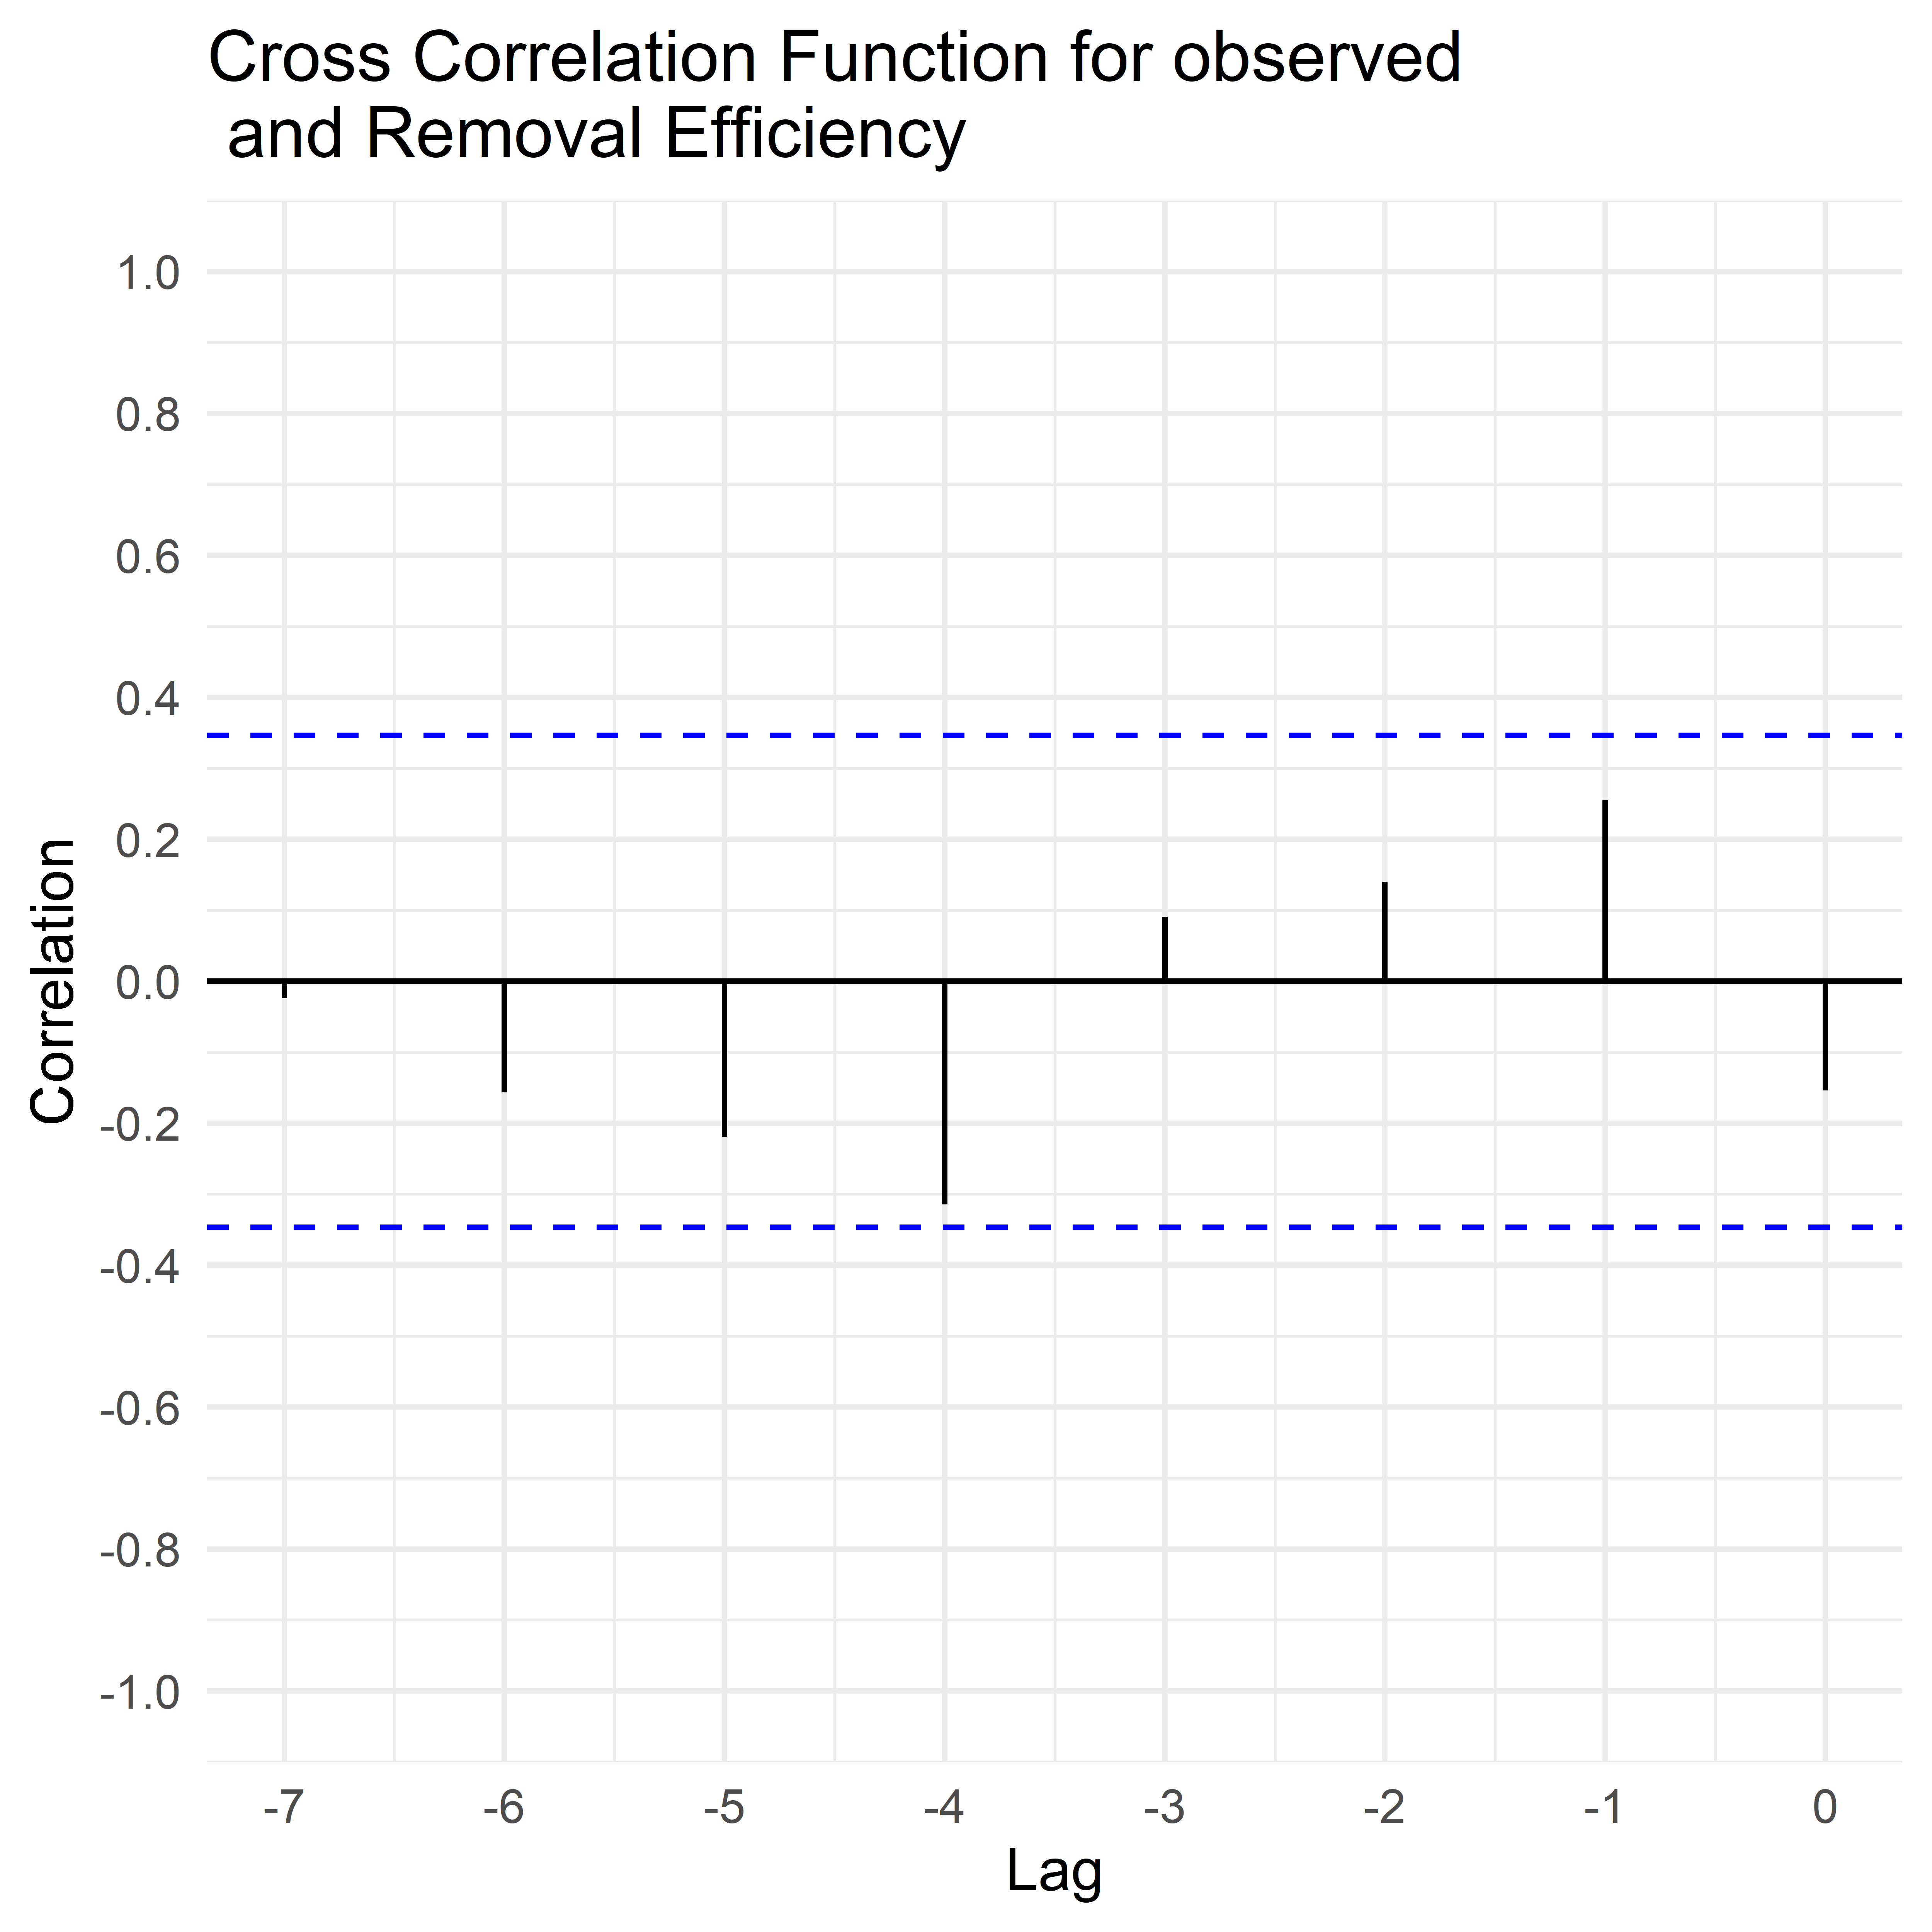 Cross Correlation Function for observed
and Removal Efficiency
1.0
0.8
0.6
0.4
0.2
0.0
-0.2
-0.4
-0.6
-0.8
-1.0
Correlation
-7 -6 -5 -4 -3 -2 -1 0
Lag